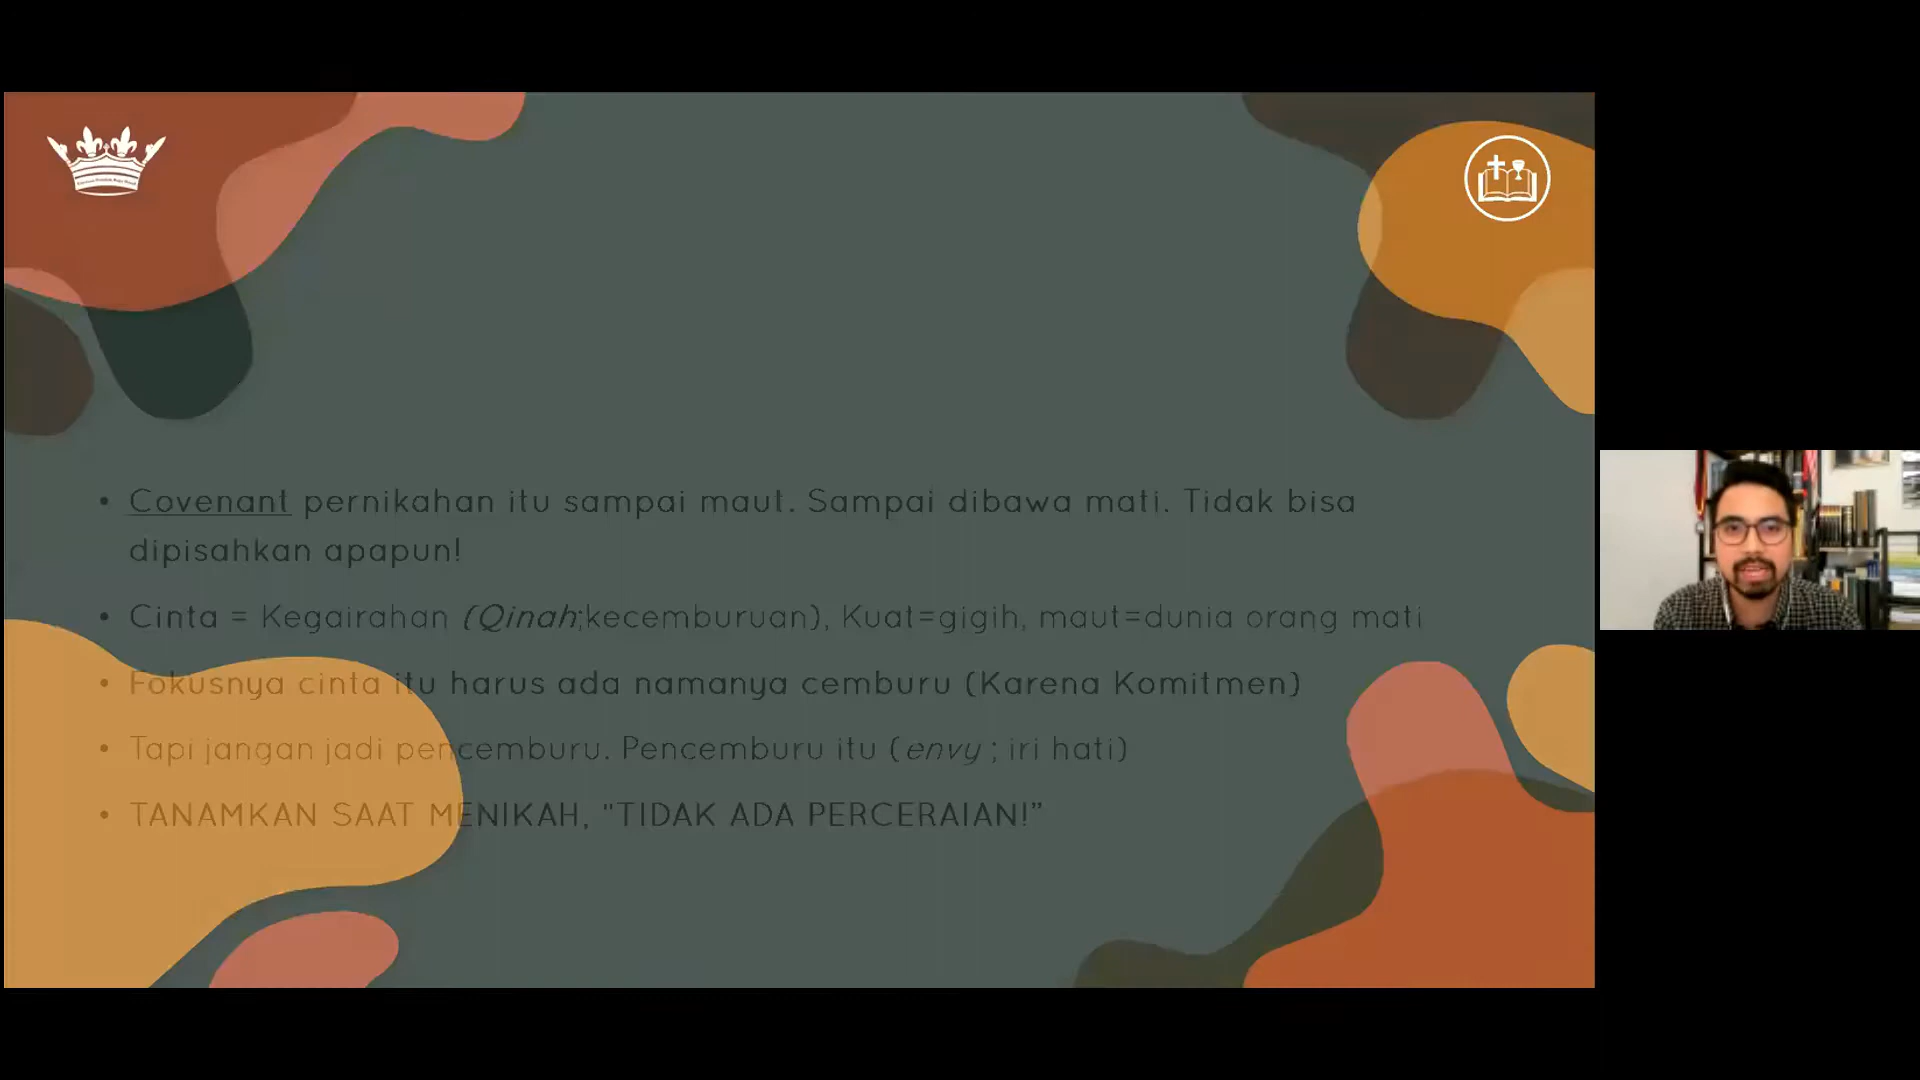 • Covenant pernikahan itu sampai maut. Sampai dibawa mati. Tidak bisa
dipisahkan apapun!
• Cinta = Kegairahan (Qinah;kecemburuan), Kuat=gigih, maut=dunia orang mati
• Fokusnya cinta itu harus ada namanya cemburu (Karena Komitmen)
• Tapi jangan jadi pencemburu. Pencemburu itu (envy ; iri hati)
• TANAMKAN SAAT MENIKAH, "TIDAK ADA PERCERAIAN!”